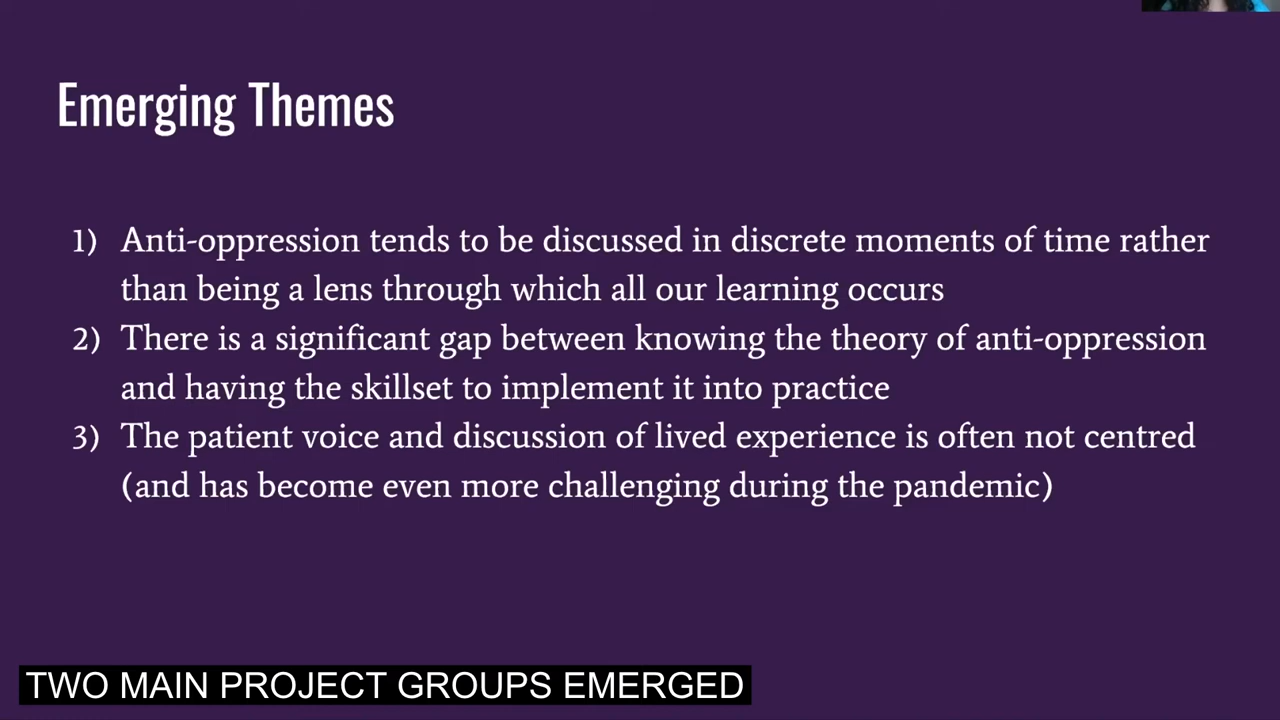 Emerging Themes
1) Anti-oppression tends to be discussed in discrete moments of time rather
than being a lens through which all our learning occurs
2) There is a significant gap between knowing the theory of anti-oppression
and having the skillset to implement it into practice
3) The patient voice and discussion of lived experience is often not centred
(and has become even more challenging during the pandemic)
TWO MAIN PROJECT GROUPS EMERGED